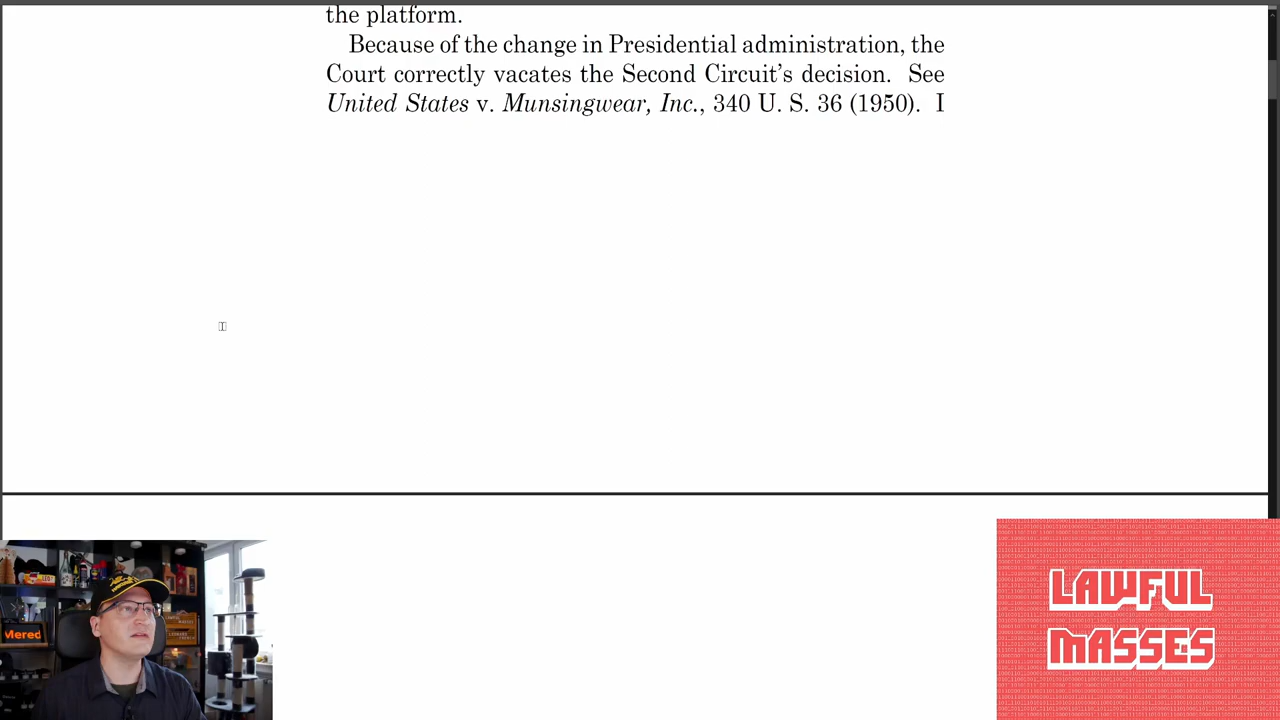 the platform.
Because of the change in Presidential administration, the
Court correctly vacates the Second Circuit's decision. See
United States v. Munsingwear, Inc., 340 U. S. 36 (1950). I
Mered
LAWFUL
MASSES